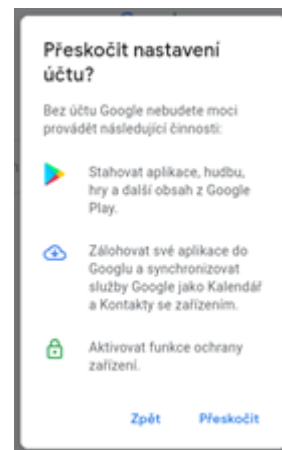 Přeskočit nastavení
účtu?
Bez účtu Google nebudete moci
provádět následující činnosti:
Stahovat aplikace, hudbu,
hry a další obsah z Google
Play.
Zálohovat své aplikace do
Googlu a synchronizovat
služby Google jako Kalendář
a Kontakty se zařízením.
Aktivovat funkce ochrany
zařízení.
Zpět Přeskočit